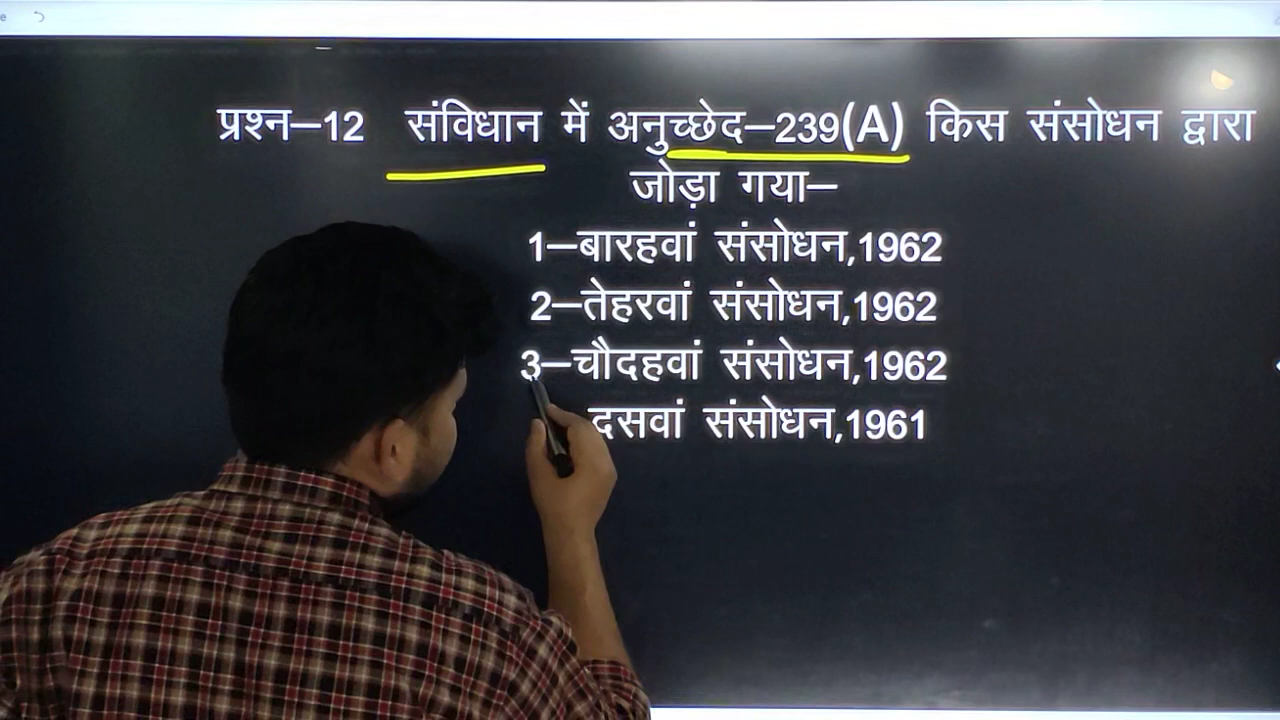 प्रश्न–12 संविधान में अनुच्छेद–239(A) किस संसोधन द्वारा
जोड़ा गया–
1–बारहवां संसोधन,1962
2–तेहरवां संसोधन,1962
3–चौदहवां संसोधन,1962
दसवां संसोधन,1961